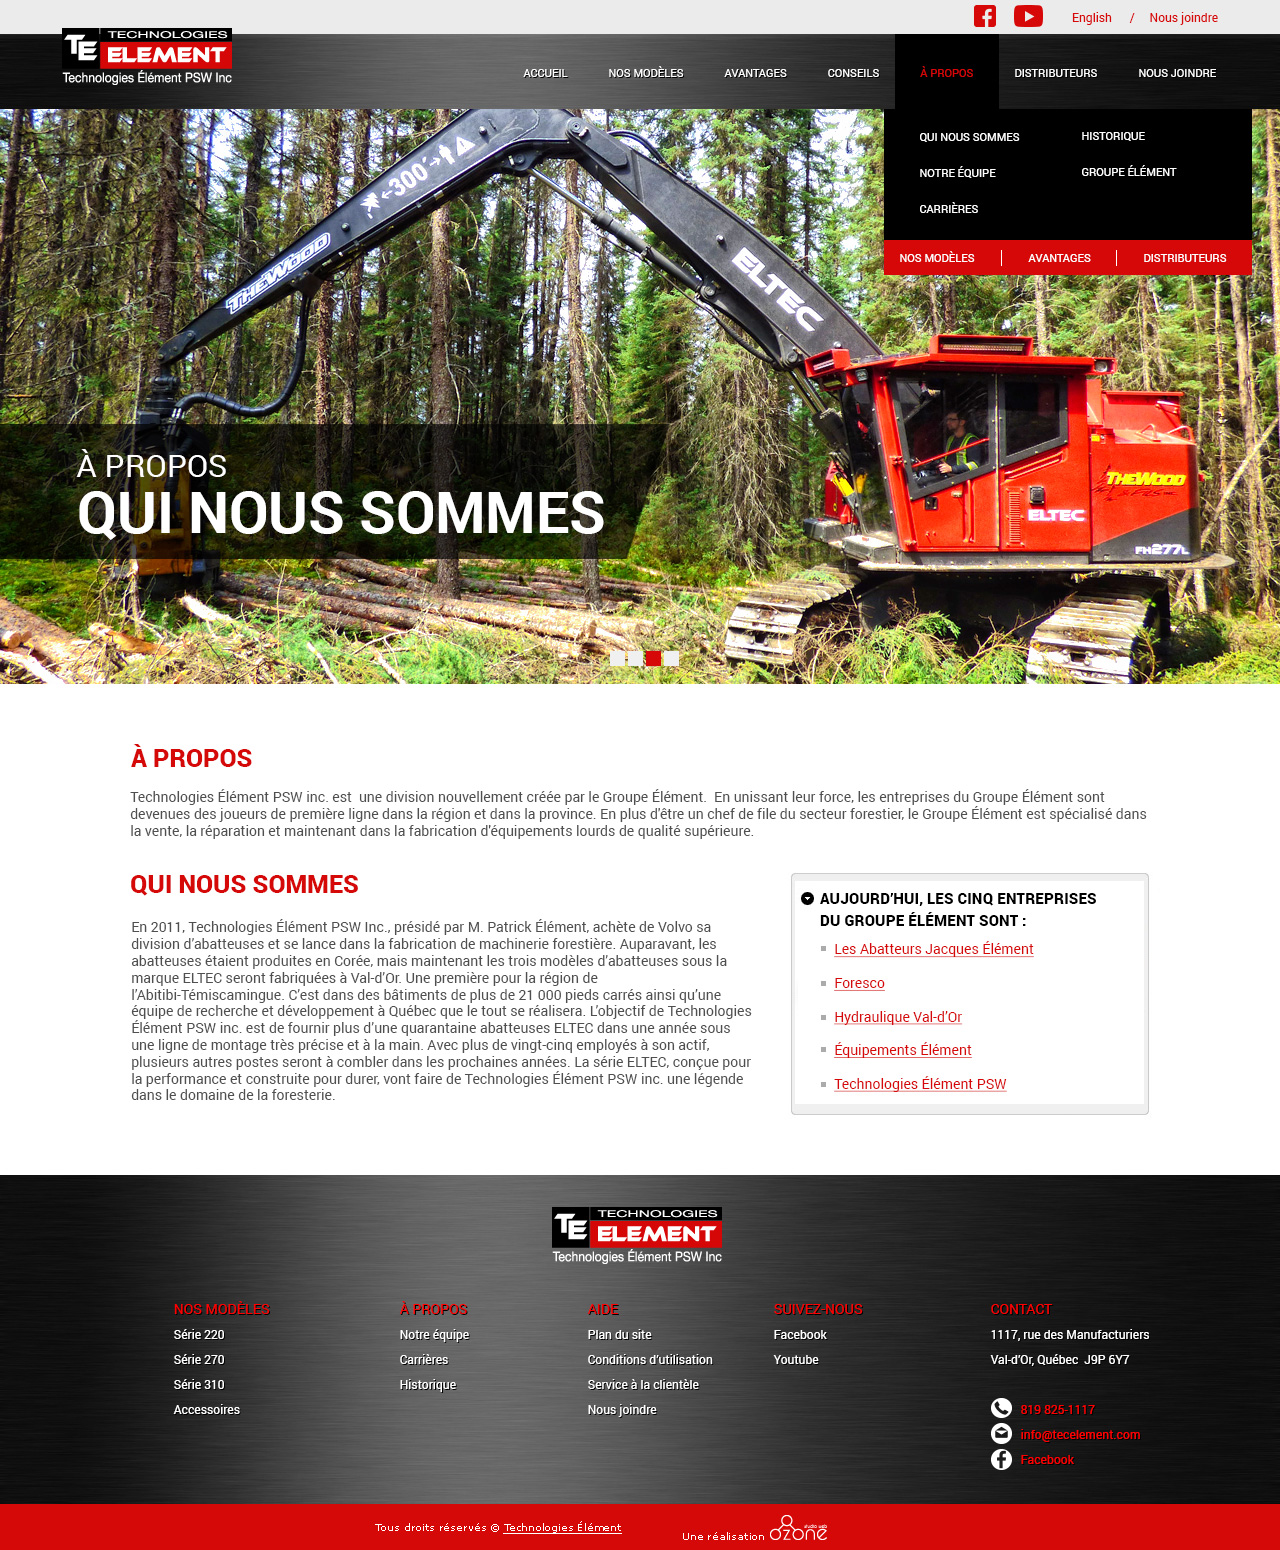 English / Nous joindre
TECHNOLOGIES
TE ELEMENT
Technologies Élément PSW Inc
ACCUEIL NOS MODÈLES AVANTAGES CONSEILS À PROPOS DISTRIBUTEURS NOUS JOINDRE
QUI NOUS SOMMES HISTORIQUE
NOTRE ÉQUIPE GROUPE ÉLÉMENT
CARRIÈRES
NOS MODÈLES AVANTAGES DISTRIBUTEURS
300'
THEWOOD
ELTEC
THEWOOD
ELTEC
FH277L
À PROPOS
QUI NOUS SOMMES
À PROPOS
Technologies Élément PSW inc. est une division nouvellement créée par le Groupe Élément. En unissant leur force, les entreprises du Groupe Élément sont
devenues des joueurs de première ligne dans la région et dans la province. En plus d'être un chef de file du secteur forestier, le Groupe Élément est spécialisé dans
la vente, la réparation et maintenant dans la fabrication d'équipements lourds de qualité supérieure.
QUI NOUS SOMMES
En 2011, Technologies Élément PSW Inc., présidé par M. Patrick Élément, achète de Volvo sa
division d'abatteuses et se lance dans la fabrication de machinerie forestière. Auparavant, les
abatteuses étaient produites en Corée, mais maintenant les trois modèles d'abatteuses sous la
marque ELTEC seront fabriquées à Val-d'Or. Une première pour la région de
l'Abitibi-Témiscamingue. C'est dans des bâtiments de plus de 21 000 pieds carrés ainsi qu'une
équipe de recherche et développement à Québec que le tout se réalisera. L'objectif de Technologies
Élément PSW inc. est de fournir plus d'une quarantaine abatteuses ELTEC dans une année sous
une ligne de montage très précise et à la main. Avec plus de vingt-cinq employés à son actif,
plusieurs autres postes seront à combler dans les prochaines années. La série ELTEC, conçue pour
la performance et construite pour durer, vont faire de Technologies Élément PSW inc. une légende
dans le domaine de la foresterie.
AUJOURD'HUI, LES CINQ ENTREPRISES
DU GROUPE ÉLÉMENT SONT :
Les Abatteurs Jacques Élément
Foresco
Hydraulique Val-d'Or
Équipements Élément
Technologies Élément PSW
TECHNOLOGIES
TE ELEMENT
Technologies Élément PSW Inc
NOS MODÈLES
Série 220
Série 270
Série 310
Accessoires
À PROPOS
Notre équipe
Carrières
Historique
AIDE
Plan du site
Conditions d'utilisation
Service à la clientèle
Nous joindre
SUIVEZ-NOUS
Facebook
Youtube
CONTACT
1117, rue des Manufacturiers
Val-d'Or, Québec J9P 6Y7
819 825-1117
info@tecelement.com
Facebook
Tous droits réservés © Technologies Élément
Une réalisation ozone studio web